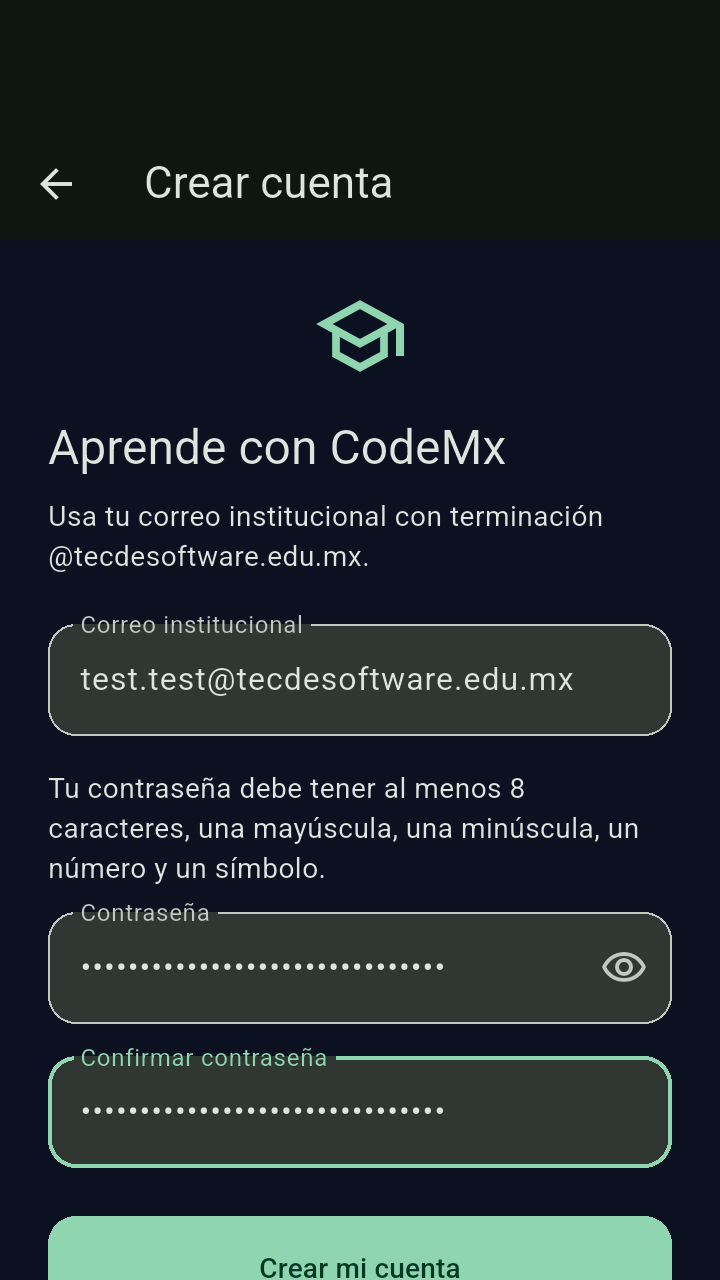 Crear cuenta
Aprende con CodeMx
Usa tu correo institucional con terminación
@tecdesoftware.edu.mx.
Correo institucional
test.test@tecdesoftware.edu.mx
Tu contraseña debe tener al menos 8
caracteres, una mayúscula, una minúscula, un
número y un símbolo.
Contraseña
•••••••••••••••••••••••••••••••
Confirmar contraseña
•••••••••••••••••••••••••••••••
Crear mi cuenta